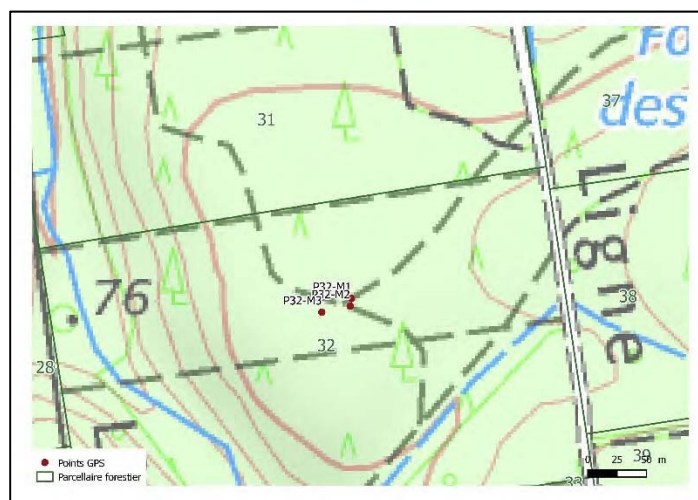 Fo
des
37
31
Ligne
P32-M1
P32-M2
P32-M3
76
38
32
28
39
Points GPS
Parcellaire forestier
0 25 50 m